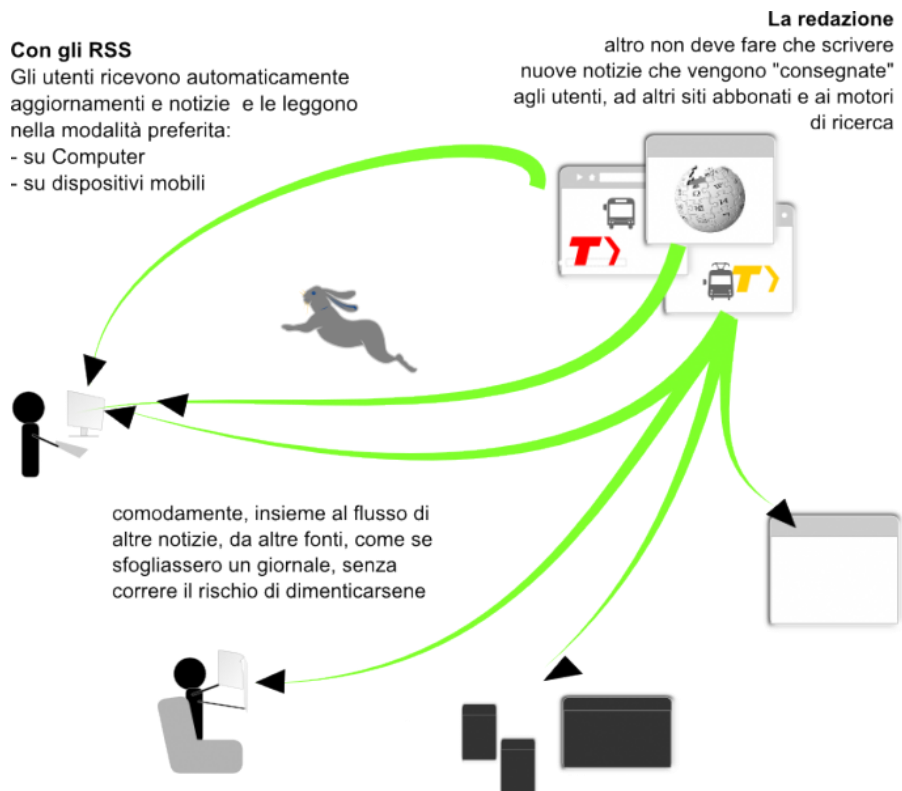 Con gli RSS
Gli utenti ricevono automaticamente
aggiornamenti e notizie e le leggono
nella modalità preferita:
- su Computer
- su dispositivi mobili
La redazione
altro non deve fare che scrivere
nuove notizie che vengono "consegnate"
agli utenti, ad altri siti abbonati e ai motori
di ricerca
T
T
comodamente, insieme al flusso di
altre notizie, da altre fonti, come se
sfogliassero un giornale, senza
correre il rischio di dimenticarsene